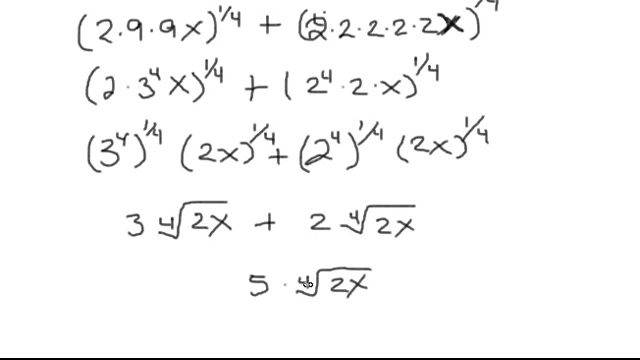 (2·9·9x)^1/4 + (2·2·2·2·2x)^1/4
(2·3^4 x)^1/4 + (2^4·2·x)^1/4
(3^4)^1/4 (2x)^1/4 + (2^4)^1/4 (2x)^1/4
3 ∜2x + 2 ∜2x
5 · ∜2x